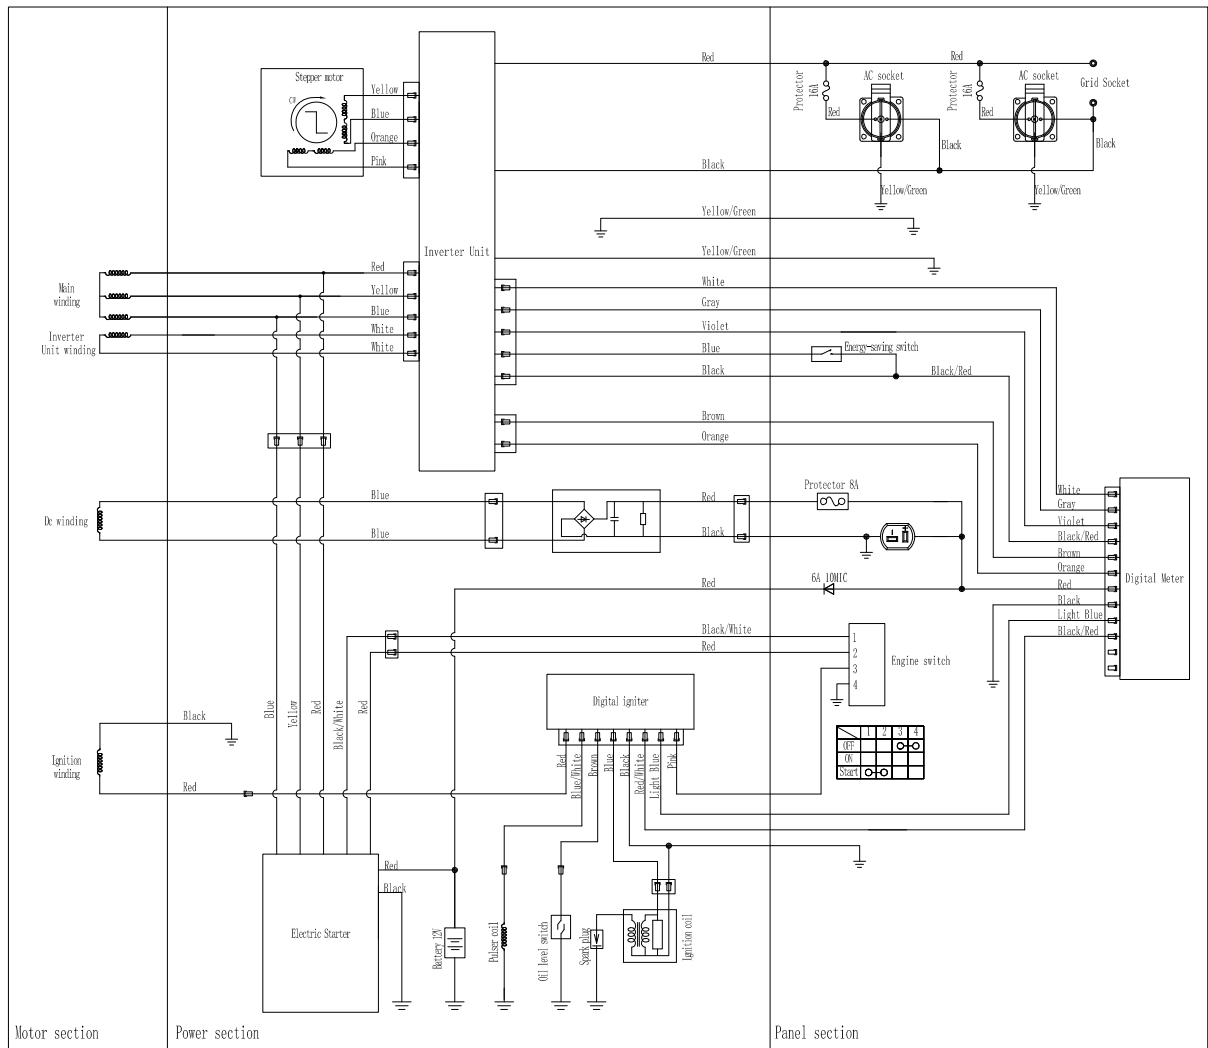 Stepper motor
CW
Yellow
Blue
Orange
Pink
Inverter Unit
Red
Protector
16A
Red
AC socket
Black
Red
Protector
16A
Red
AC socket
Grid Socket
Black
Black
Yellow/Green
Yellow/Green
Yellow/Green
Yellow/Green
Main
winding
Inverter
Unit winding
Red
Yellow
Blue
White
White
White
Gray
Violet
Blue
Energy-saving switch
Black
Black/Red
Brown
Orange
Dc winding
Blue
Blue
Red
Black
Protector 8A
Red
6A 10MIC
White
Gray
Violet
Black/Red
Brown
Orange
Red
Black
Light Blue
Black/Red
Digital Meter
Black/White
Red
1
2
3
4
Engine switch
Ignition
winding
Black
Red
Blue
Yellow
Red
Black/White
Red
Digital igniter
Red
Blue/White
Brown
Blue
Black
Red/White
Light Blue
Pink
1 2 3 4
OFF
ON
Start
Electric Starter
Red
Black
Battery 12V
Pulser coil
Oil level switch
Spark plug
Ignition coil
Motor section
Power section
Panel section